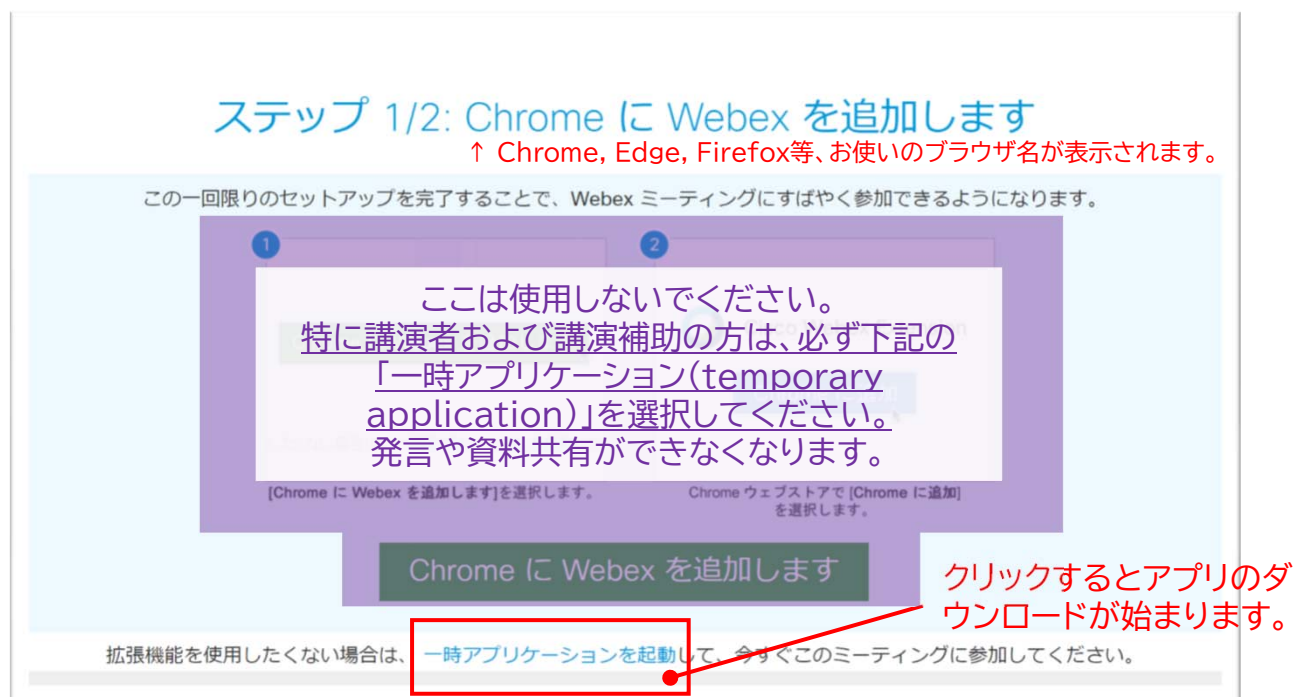 ステップ 1/2: Chrome に Webex を追加します
↑ Chrome, Edge, Firefox等、お使いのブラウザ名が表示されます。
この一回限りのセットアップを完了することで、Webex ミーティングにすばやく参加できるようになります。
1
2
ここは使用しないでください。
特に講演者および講演補助の方は、必ず下記の
「一時アプリケーション(temporary
application)」を選択してください。
発言や資料共有ができなくなります。
[Chrome に Webex を追加します]を選択します。
Chrome ウェブストアで [Chrome に追加]
を選択します。
Chrome に Webex を追加します
クリックするとアプリのダ
ウンロードが始まります。
拡張機能を使用したくない場合は、 一時アプリケーションを起動して、今すぐこのミーティングに参加してください。